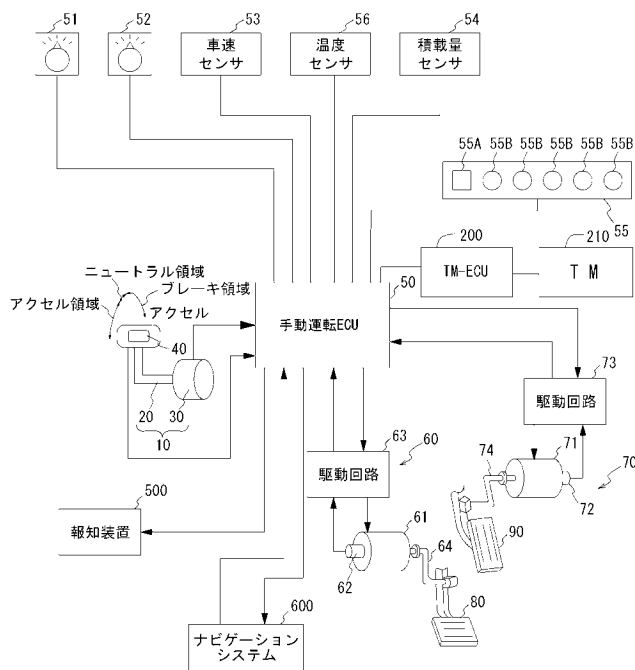 51
52
53
56
54
車速
センサ
温度
センサ
積載量
センサ
55A 55B 55B 55B 55B 55B
55
200
210
TM-ECU
T M
50
手動運転ECU
ニュートラル領域
ブレーキ領域
アクセル領域
アクセル
40
20
30
10
73
駆動回路
63
60
駆動回路
71
74
70
72
61
64
62
90
80
500
報知装置
600
ナビゲーション
システム